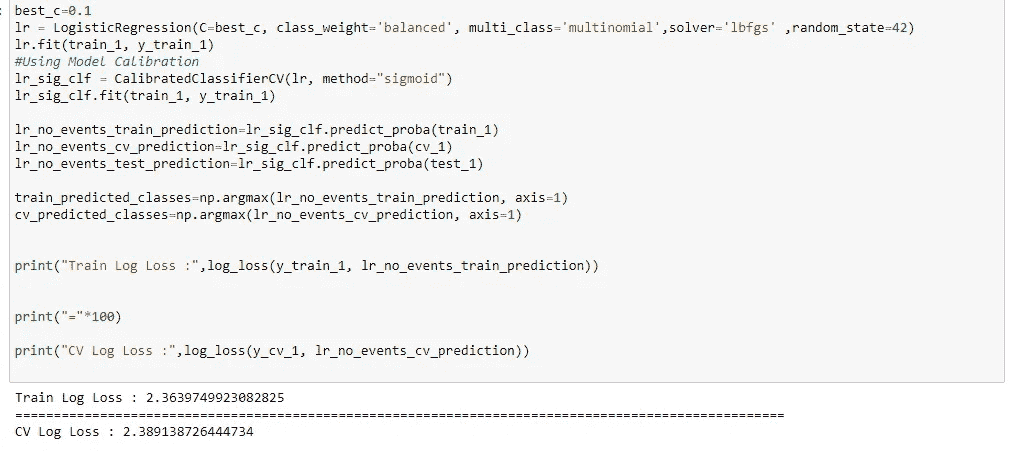 best_c=0.1
lr = LogisticRegression(C=best_c, class_weight='balanced', multi_class='multinomial',solver='lbfgs' ,random_state=42)
lr.fit(train_1, y_train_1)
#Using Model Calibration
lr_sig_clf = CalibratedClassifierCV(lr, method="sigmoid")
lr_sig_clf.fit(train_1, y_train_1)
lr_no_events_train_prediction=lr_sig_clf.predict_proba(train_1)
lr_no_events_cv_prediction=lr_sig_clf.predict_proba(cv_1)
lr_no_events_test_prediction=lr_sig_clf.predict_proba(test_1)
train_predicted_classes=np.argmax(lr_no_events_train_prediction, axis=1)
cv_predicted_classes=np.argmax(lr_no_events_cv_prediction, axis=1)
print("Train Log Loss :",log_loss(y_train_1, lr_no_events_train_prediction))
print("="*100)
print("CV Log Loss :",log_loss(y_cv_1, lr_no_events_cv_prediction))
Train Log Loss : 2.3639749923082825
====================================================================================================
CV Log Loss : 2.389138726444734